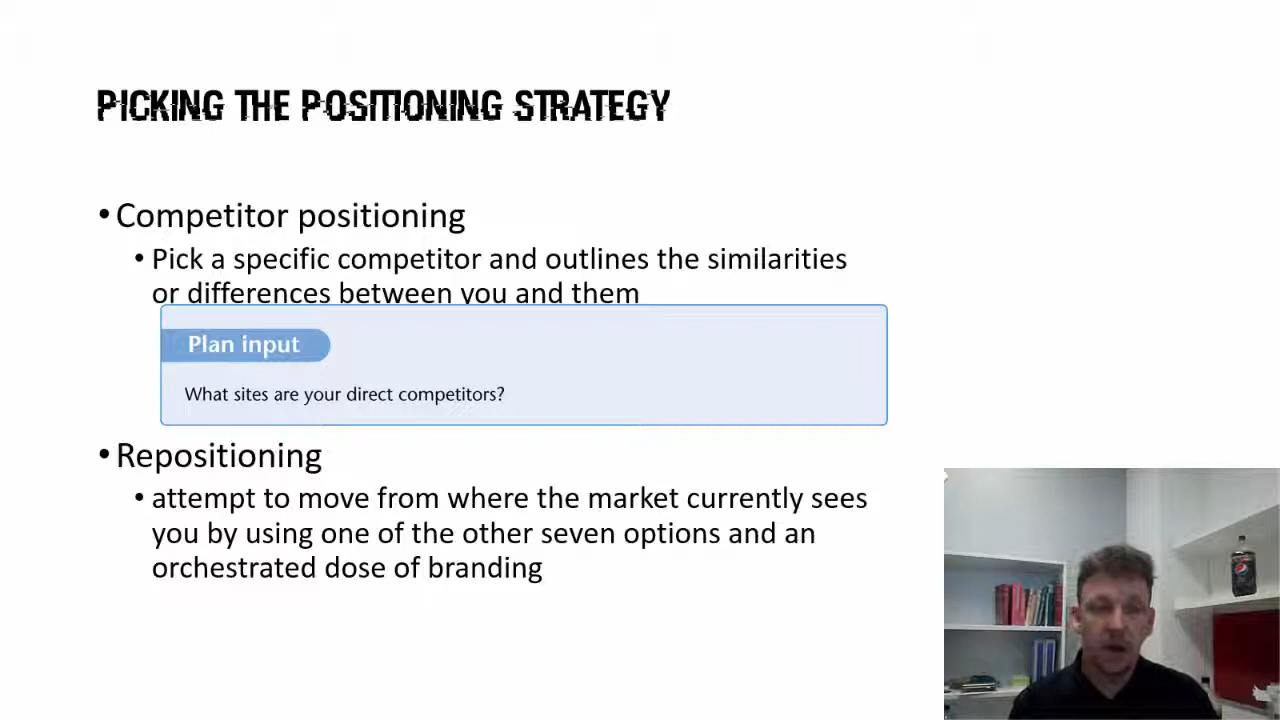 PICKING THE POSITIONING STRATEGY
• Competitor positioning
• Pick a specific competitor and outlines the similarities
or differences between you and them
Plan input
What sites are your direct competitors?
• Repositioning
• attempt to move from where the market currently sees
you by using one of the other seven options and an
orchestrated dose of branding